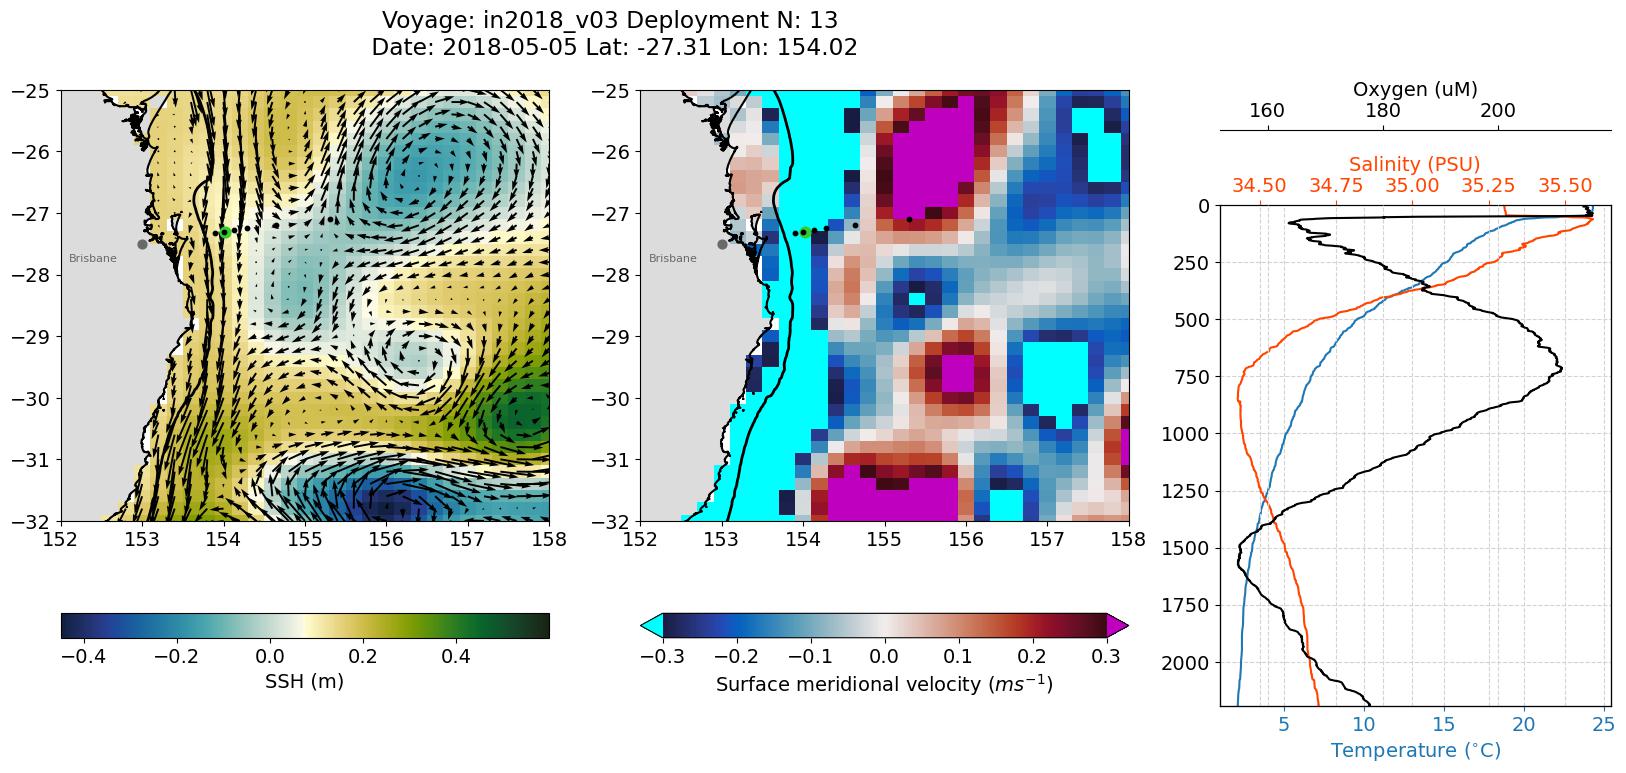 Voyage: in2018_v03 Deployment N: 13
Date: 2018-05-05 Lat: -27.31 Lon: 154.02
−25
−26
−27
−28
−29
−30
−31
−32
152 153 154 155 156 157 158
Brisbane
−0.4 −0.2 0.0 0.2 0.4
SSH (m)
−25
−26
−27
−28
−29
−30
−31
−32
152 153 154 155 156 157 158
Brisbane
−0.3 −0.2 −0.1 0.0 0.1 0.2 0.3
Surface meridional velocity (ms⁻¹)
Oxygen (uM)
160 180 200
Salinity (PSU)
34.50 34.75 35.00 35.25 35.50
0
250
500
750
1000
1250
1500
1750
2000
5 10 15 20 25
Temperature (°C)